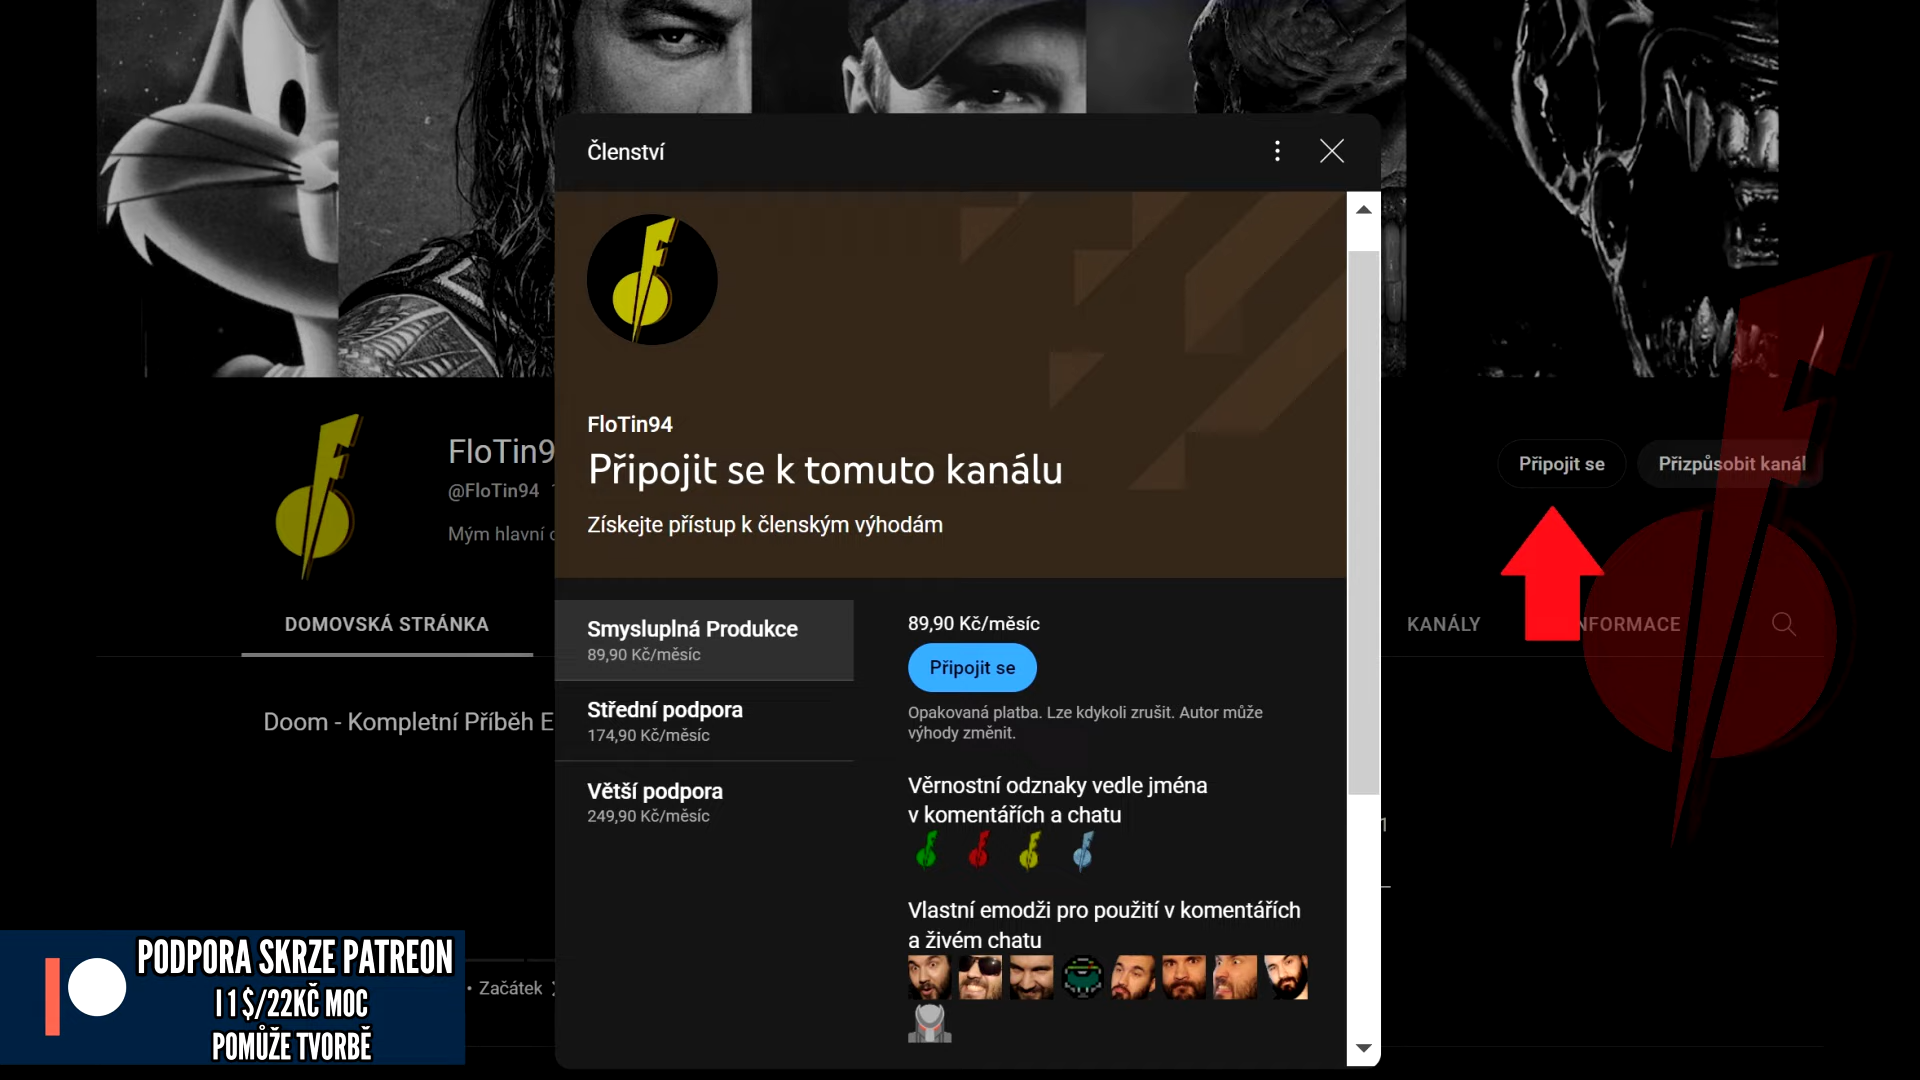 Členství
FloTin94
Připojit se k tomuto kanálu
Získejte přístup k členským výhodám
FloTin9
@FloTin94
Mým hlavní
Připojit se
Přizpůsobit kanál
DOMOVSKÁ STRÁNKA
KANÁLY
NFORMACE
Smysluplná Produkce
89,90 Kč/měsíc
Střední podpora
174,90 Kč/měsíc
Větší podpora
249,90 Kč/měsíc
89,90 Kč/měsíc
Připojit se
Opakovaná platba. Lze kdykoli zrušit. Autor může
výhody změnit.
Věrnostní odznaky vedle jména
v komentářích a chatu
Vlastní emodži pro použití v komentářích
a živém chatu
Doom - Kompletní Příběh E
1
• Začátek
PODPORA SKRZE PATREON
I 1 $/22KČ MOC
POMŮŽE TVORBĚ